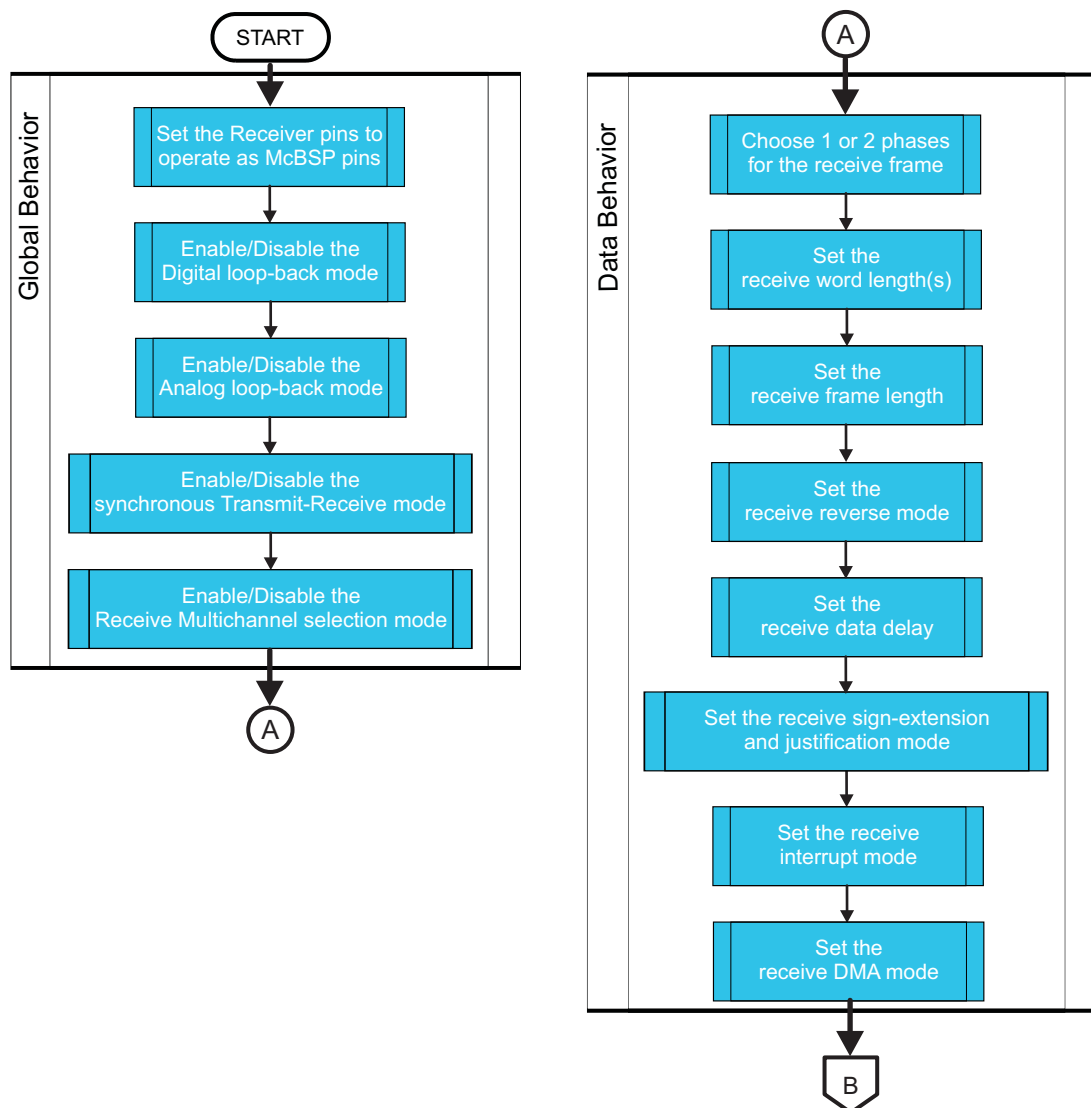 START
Global Behavior
Set the Receiver pins to
operate as McBSP pins
Enable/Disable the
Digital loop-back mode
Enable/Disable the
Analog loop-back mode
Enable/Disable the
synchronous Transmit-Receive mode
Enable/Disable the
Receive Multichannel selection mode
A
A
Data Behavior
Choose 1 or 2 phases
for the receive frame
Set the
receive word length(s)
Set the
receive frame length
Set the
receive reverse mode
Set the
receive data delay
Set the receive sign-extension
and justification mode
Set the receive
interrupt mode
Set the
receive DMA mode
B